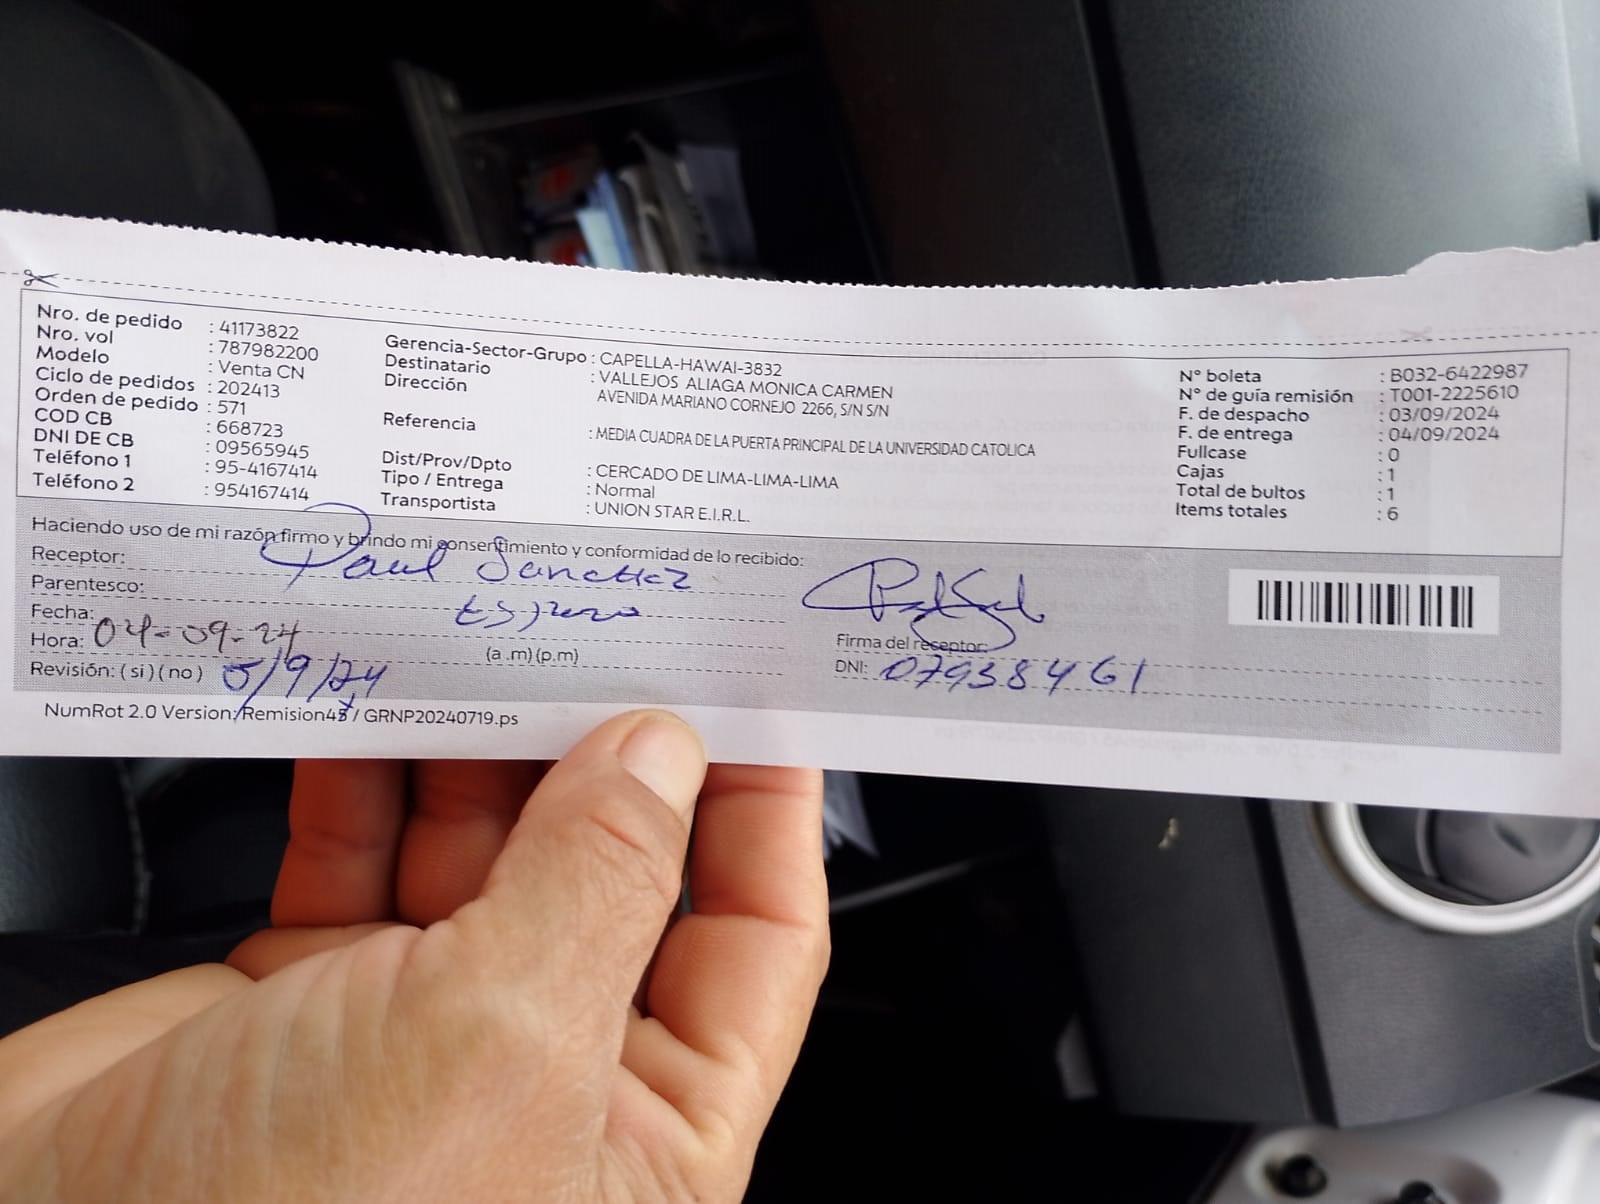 Nro. de pedido : 41173822
Nro. vol : 787982200
Modelo : Venta CN
Ciclo de pedidos : 202413
Orden de pedido : 571
COD CB : 668723
DNI DE CB : 09565945
Teléfono 1 : 95-4167414
Teléfono 2 : 954167414
Gerencia-Sector-Grupo : CAPELLA-HAWAI-3832
Destinatario : VALLEJOS ALIAGA MONICA CARMEN
Dirección AVENIDA MARIANO CORNEJO 2266, S/N S/N
Referencia : MEDIA CUADRA DE LA PUERTA PRINCIPAL DE LA UNIVERSIDAD CATOLICA
Dist/Prov/Dpto : CERCADO DE LIMA-LIMA-LIMA
Tipo / Entrega : Normal
Transportista : UNION STAR E.I.R.L.
N° boleta : B032-6422987
N° de guía remisión : T001-2225610
F. de despacho : 03/09/2024
F. de entrega : 04/09/2024
Fullcase : 0
Cajas : 1
Total de bultos : 1
Items totales : 6
Haciendo uso de mi razón firmo y brindo mi consentimiento y conformidad de lo recibido:
Receptor: Paul Sanchez
Parentesco: Esposo
Fecha: 04-09-24
Hora: (a .m) (p.m)
Revisión: ( si ) ( no ) 5/9/24
Firma del receptor:
DNI: 07938461
NumRot 2.0 Version:/Remision45 / GRNP20240719.ps